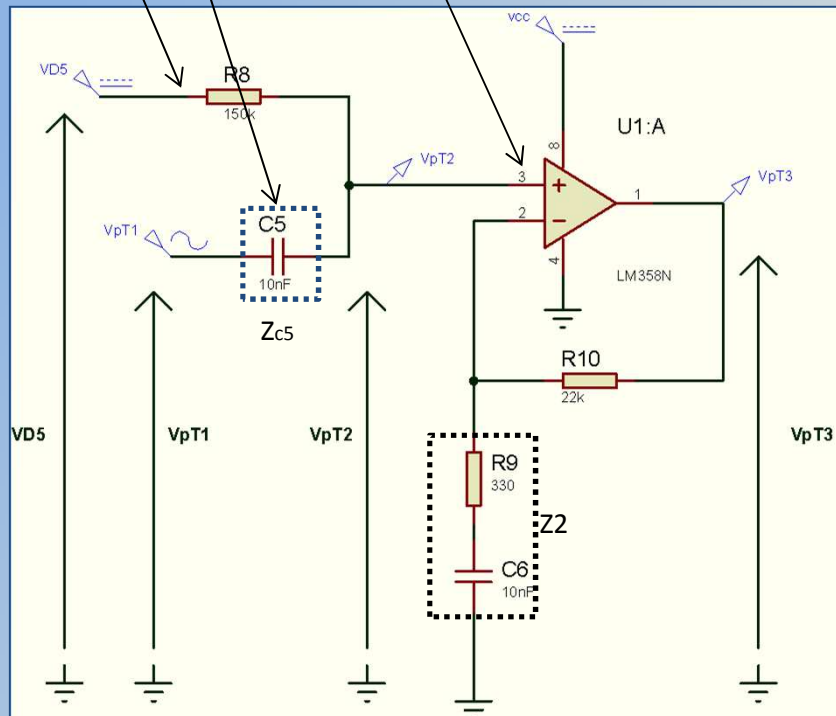 vcc
VD5
R8
150k
U1:A
8
VpT2
3
1
VpT3
2
C5
VpT1
4
10nF
LM358N
Zc5
R10
22k
VD5
VpT1
VpT2
VpT3
R9
330
Z2
C6
10nF